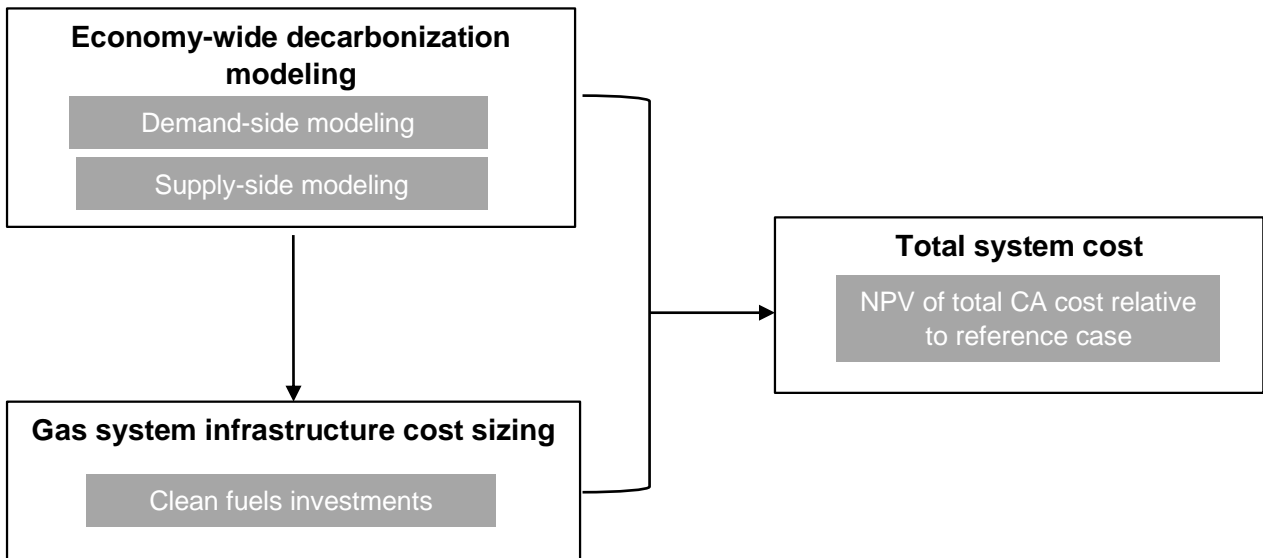 Economy-wide decarbonization
modeling
Demand-side modeling
Supply-side modeling
Total system cost
NPV of total CA cost relative
to reference case
Gas system infrastructure cost sizing
Clean fuels investments